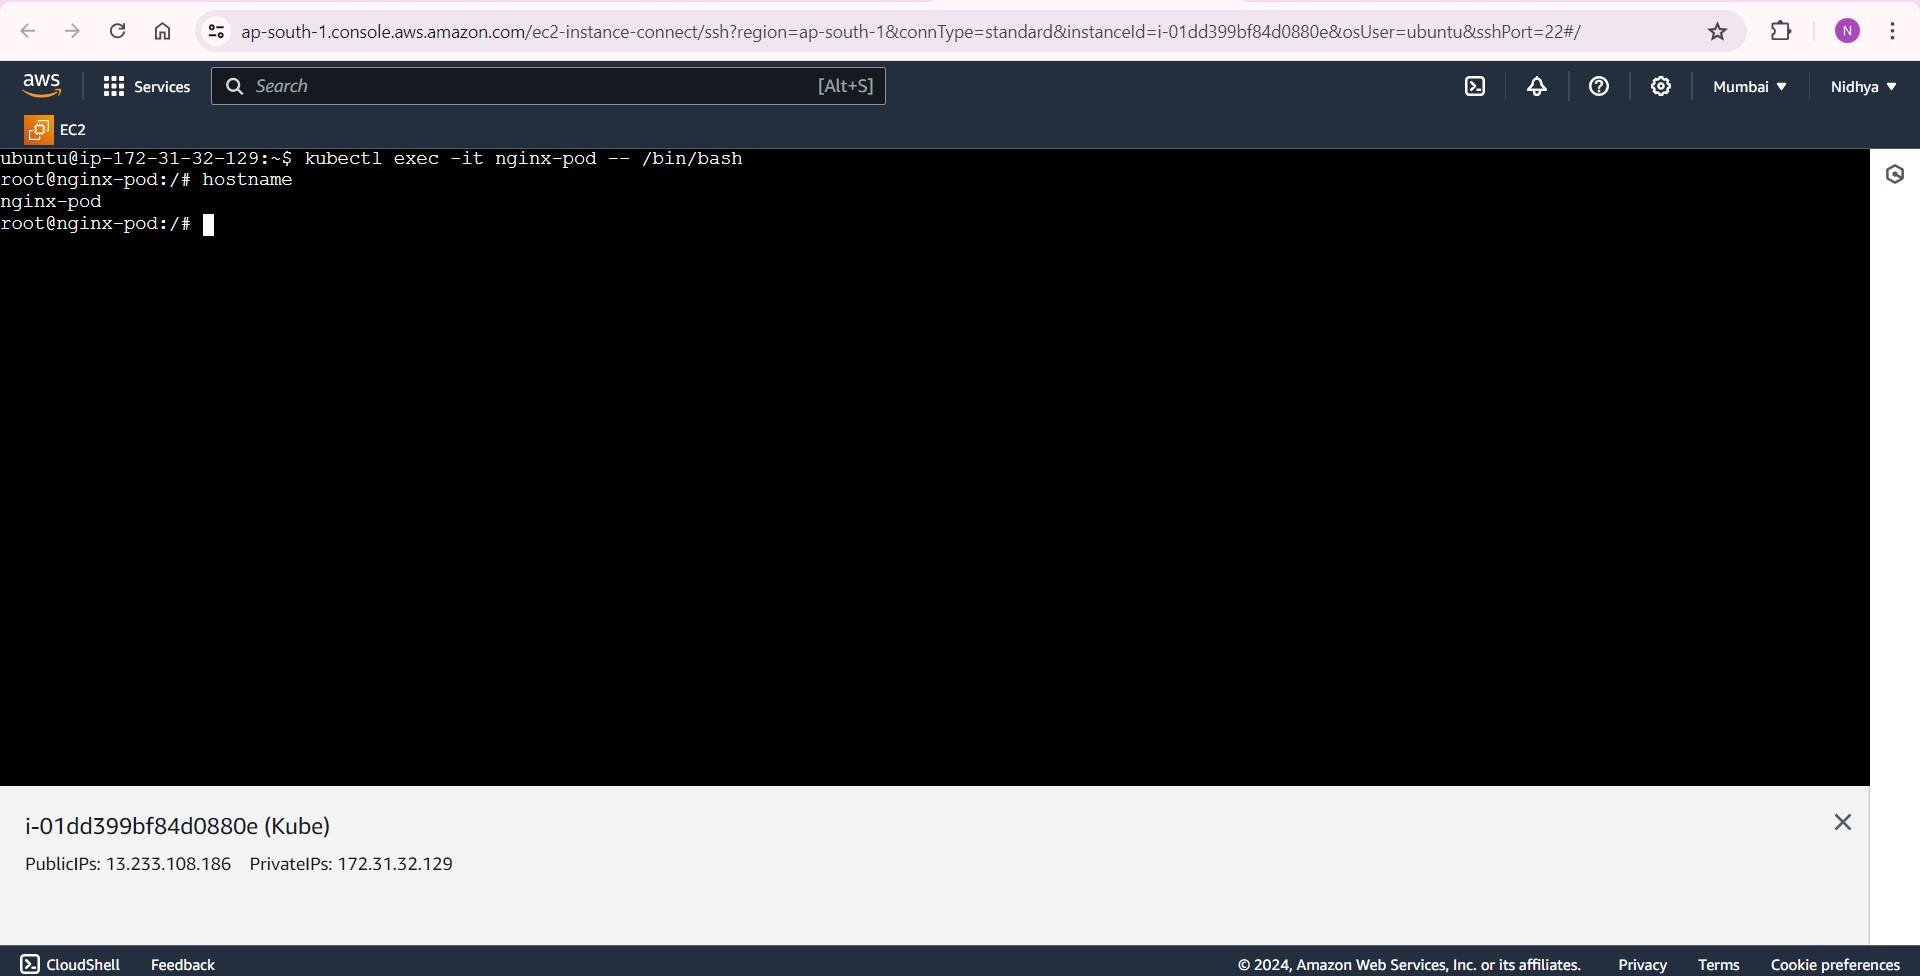 ap-south-1.console.aws.amazon.com/ec2-instance-connect/ssh?region=ap-south-1&connType=standard&instanceId=i-01dd399bf84d0880e&osUser=ubuntu&sshPort=22#/
N
aws
Services
Search
[Alt+S]
Mumbai
Nidhya
EC2
ubuntu@ip-172-31-32-129:~$ kubectl exec -it nginx-pod -- /bin/bash
root@nginx-pod:/# hostname
nginx-pod
root@nginx-pod:/#
i-01dd399bf84d0880e (Kube)
PublicIPs: 13.233.108.186 PrivateIPs: 172.31.32.129
CloudShell Feedback © 2024, Amazon Web Services, Inc. or its affiliates. Privacy Terms Cookie preferences